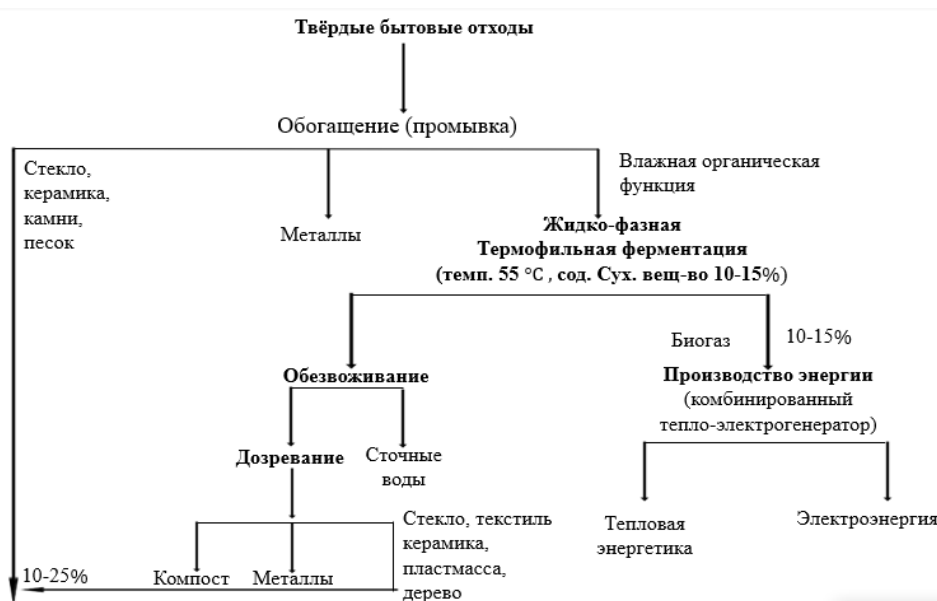 Твёрдые бытовые отходы
Обогащение (промывка)
Стекло,
керамика,
камни,
песок
Металлы
Влажная органическая
функция
Жидко-фазная
Термофильная ферментация
(темп. 55 °C , сод. Сух. вещ-во 10-15%)
Биогаз
10-15%
Обезвоживание
Производство энергии
(комбинированный
тепло-электрогенератор)
Дозревание
Сточные
воды
Тепловая
энергетика
Электроэнергия
Стекло, текстиль
керамика,
пластмасса,
дерево
10-25%
Компост
Металлы